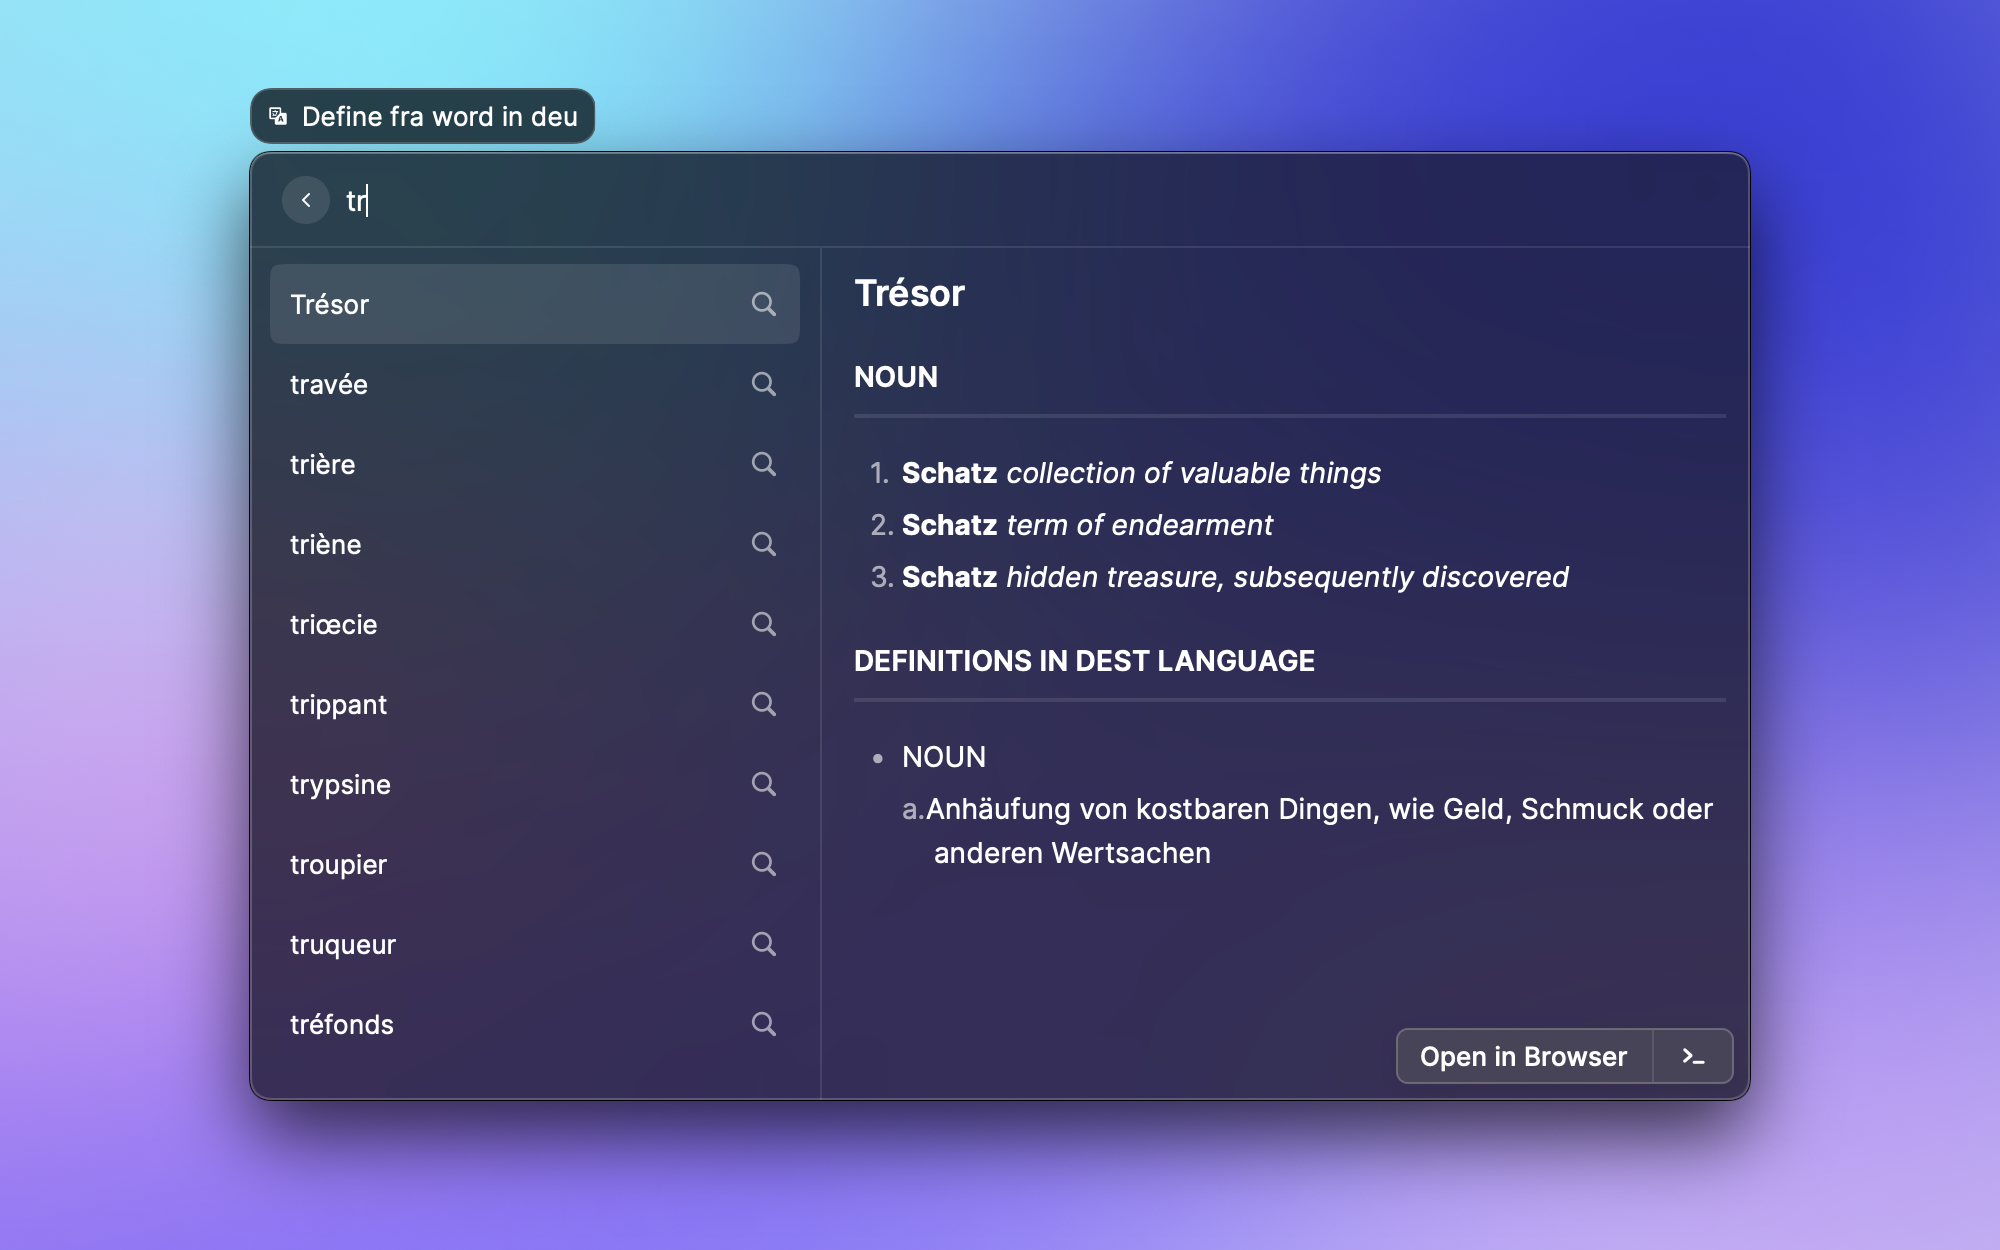 Define fra word in deu
tr
Trésor
travée
trière
triène
triœcie
trippant
trypsine
troupier
truqueur
tréfonds
Trésor
NOUN
1. Schatz collection of valuable things
2. Schatz term of endearment
3. Schatz hidden treasure, subsequently discovered
DEFINITIONS IN DEST LANGUAGE
• NOUN
a.Anhäufung von kostbaren Dingen, wie Geld, Schmuck oder
anderen Wertsachen
Open in Browser